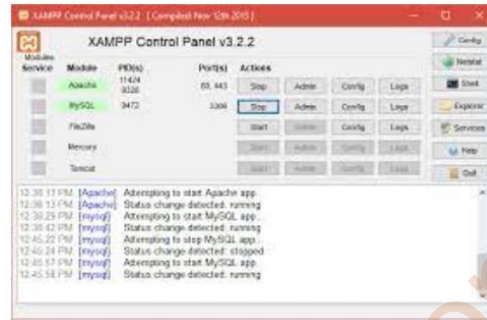 XAMPP Control Panel v3.2.2 [ Compiled: Nov 12th 2015 ]
XAMPP Control Panel v3.2.2
Config
Modules
Service Module PID(s) Port(s) Actions
Netstat
Apache 11424 80, 443 Stop Admin Config Logs
Shell
MySQL 9472 3306 Stop Admin Config Logs
Explorer
FileZilla Start Admin Config Logs
Services
Mercury Start Admin Config Logs
Help
Tomcat Start Admin Config Logs
Quit
[Apache] Attempting to start Apache app...
12:38:13 PM [Apache] Status change detected: running
12:38:29 PM [mysql] Attempting to start MySQL app...
12:38:42 PM [mysql] Status change detected: running
12:45:22 PM [mysql] Attempting to stop MySQL app...
12:45:24 PM [mysql] Status change detected: stopped
12:45:57 PM [mysql] Attempting to start MySQL app...
12:45:58 PM [mysql] Status change detected: running